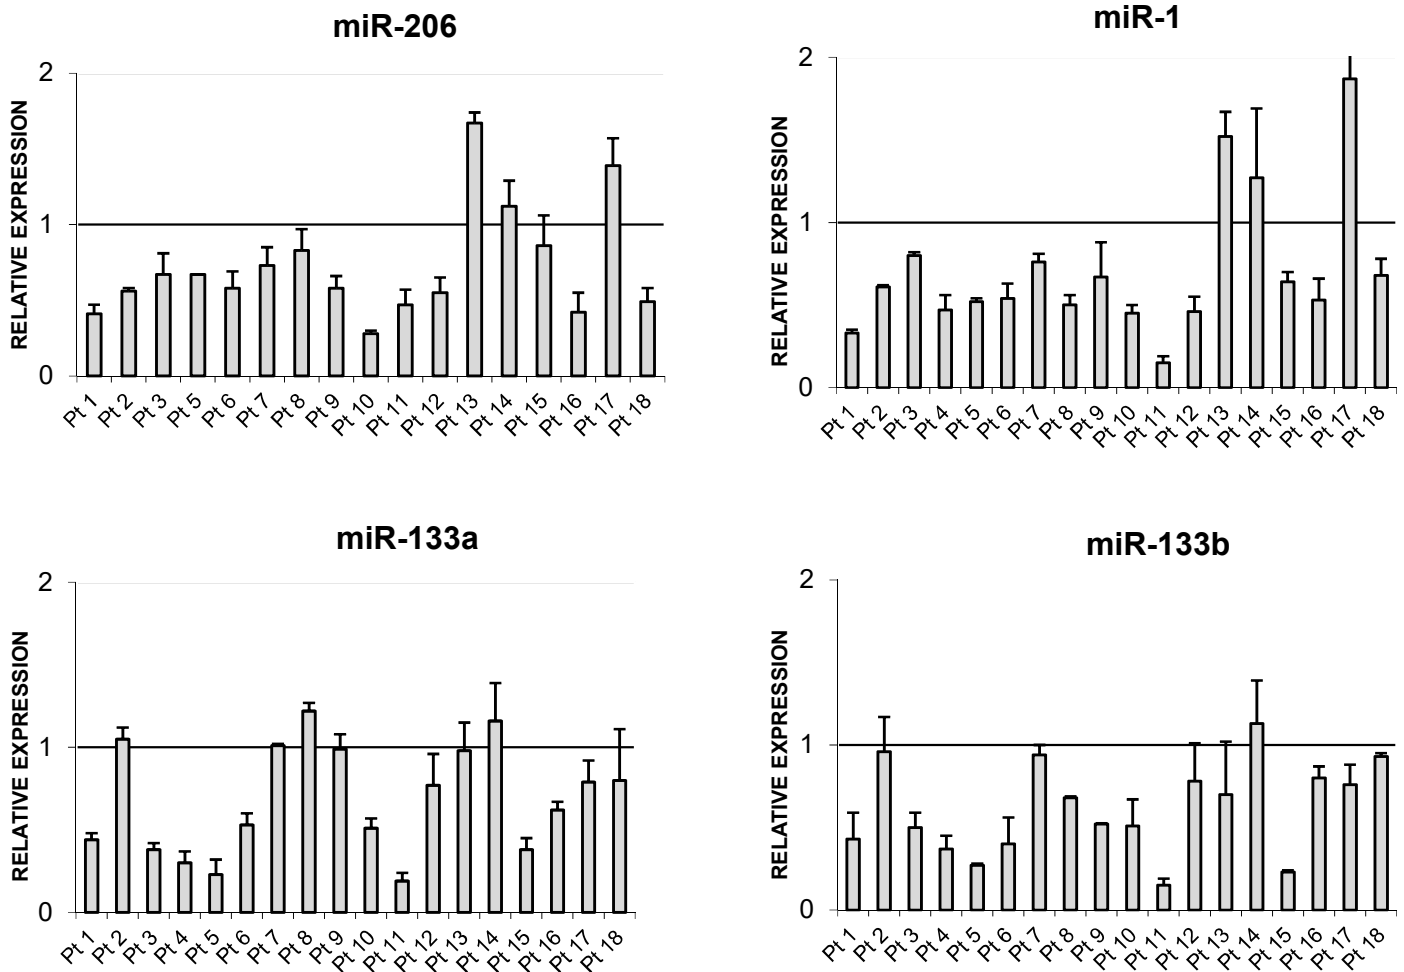 miR-206
RELATIVE EXPRESSION
2
1
0
Pt 1 Pt 2 Pt 3 Pt 5 Pt 6 Pt 7 Pt 8 Pt 9 Pt 10 Pt 11 Pt 12 Pt 13 Pt 14 Pt 15 Pt 16 Pt 17 Pt 18
miR-1
RELATIVE EXPRESSION
2
1
0
Pt 1 Pt 2 Pt 3 Pt 4 Pt 5 Pt 6 Pt 7 Pt 8 Pt 9 Pt 10 Pt 11 Pt 12 Pt 13 Pt 14 Pt 15 Pt 16 Pt 17 Pt 18
miR-133a
RELATIVE EXPRESSION
2
1
0
Pt 1 Pt 2 Pt 3 Pt 4 Pt 5 Pt 6 Pt 7 Pt 8 Pt 9 Pt 10 Pt 11 Pt 12 Pt 13 Pt 14 Pt 15 Pt 16 Pt 17 Pt 18
miR-133b
RELATIVE EXPRESSION
2
1
0
Pt 1 Pt 2 Pt 3 Pt 4 Pt 5 Pt 6 Pt 7 Pt 8 Pt 9 Pt 10 Pt 11 Pt 12 Pt 13 Pt 14 Pt 15 Pt 16 Pt 17 Pt 18